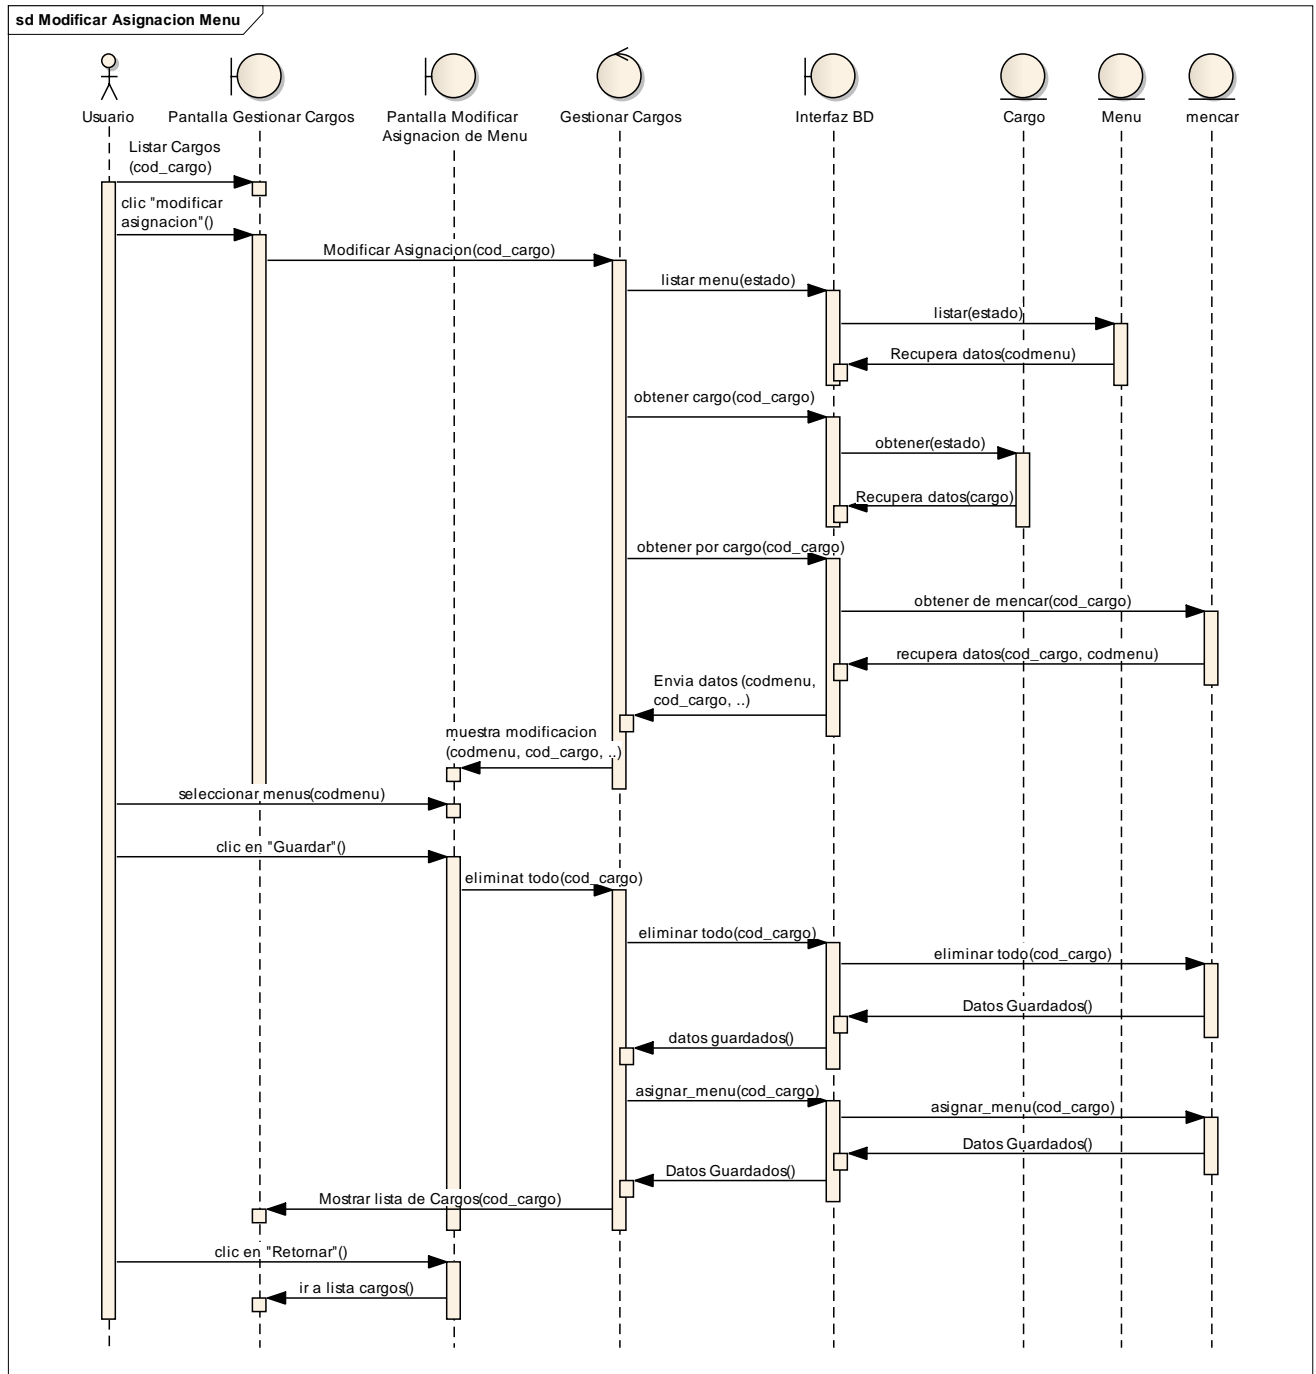 sd Modificar Asignacion Menu
Usuario
Pantalla Gestionar Cargos
Pantalla Modificar
Asignacion de Menu
Gestionar Cargos
Interfaz BD
Cargo
Menu
mencar
Listar Cargos
(cod_cargo)
clic "modificar
asignacion"()
Modificar Asignacion(cod_cargo)
listar menu(estado)
listar(estado)
Recupera datos(codmenu)
obtener cargo(cod_cargo)
obtener(estado)
Recupera datos(cargo)
obtener por cargo(cod_cargo)
obtener de mencar(cod_cargo)
recupera datos(cod_cargo, codmenu)
Envia datos (codmenu,
cod_cargo, ..)
muestra modificacion
(codmenu, cod_cargo, ..)
seleccionar menus(codmenu)
clic en "Guardar"()
eliminat todo(cod_cargo)
eliminar todo(cod_cargo)
eliminar todo(cod_cargo)
Datos Guardados()
datos guardados()
asignar_menu(cod_cargo)
asignar_menu(cod_cargo)
Datos Guardados()
Datos Guardados()
Mostrar lista de Cargos(cod_cargo)
clic en "Retornar"()
ir a lista cargos()